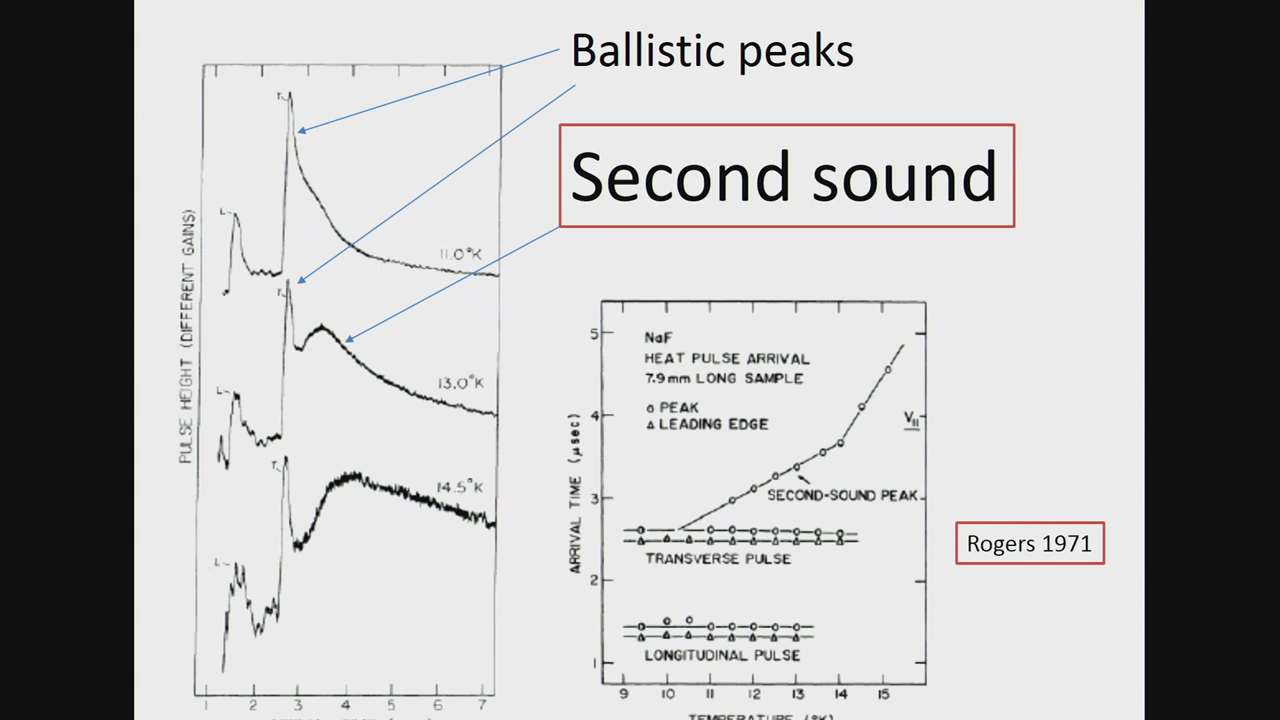 Ballistic peaks
Second sound
PULSE HEIGHT (DIFFERENT GAINS)
T
L
11.0°K
T
L
13.0°K
T
L
14.5°K
1 2 3 4 5 6 7
NaF
HEAT PULSE ARRIVAL
7.9mm LONG SAMPLE
o PEAK
∆ LEADING EDGE
V||
SECOND-SOUND PEAK
TRANSVERSE PULSE
LONGITUDINAL PULSE
ARRIVAL TIME (μsec)
5
4
3
2
1
9 10 11 12 13 14 15
TEMPERATURE (°K)
Rogers 1971